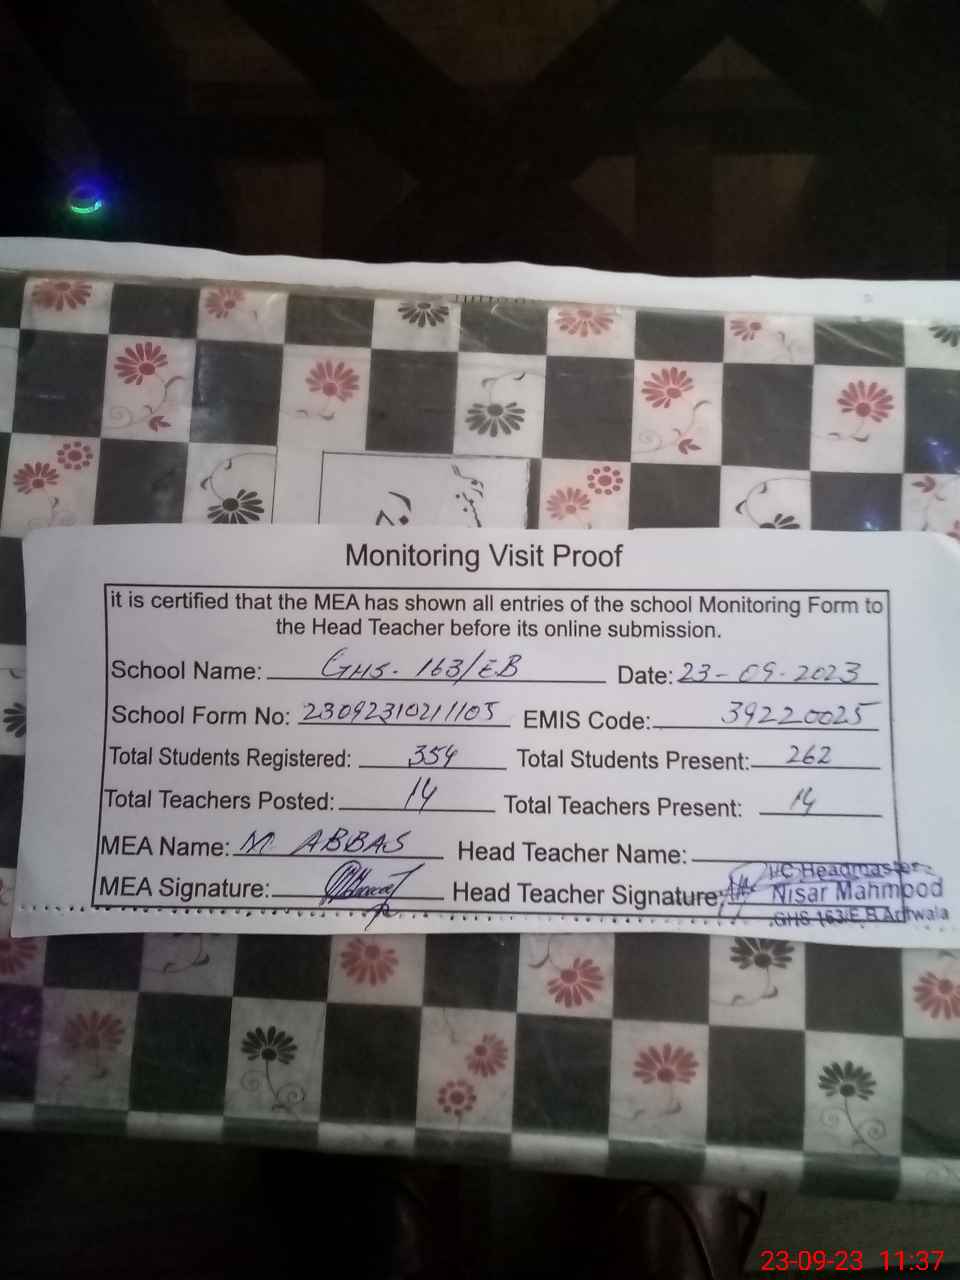 Monitoring Visit Proof
it is certified that the MEA has shown all entries of the school Monitoring Form to
the Head Teacher before its online submission.
School Name: GHS- 163/EB Date: 23-09-2023
School Form No: 23092310211105 EMIS Code: 39220025
Total Students Registered: 354 Total Students Present: 262
Total Teachers Posted: 14 Total Teachers Present: 14
MEA Name: M ABBAS Head Teacher Name:
MEA Signature: Head Teacher Signature:
I/C Headmaster
Nisar Mahmood
GHS 163/E.B Arifwala
23-09-23 11:37